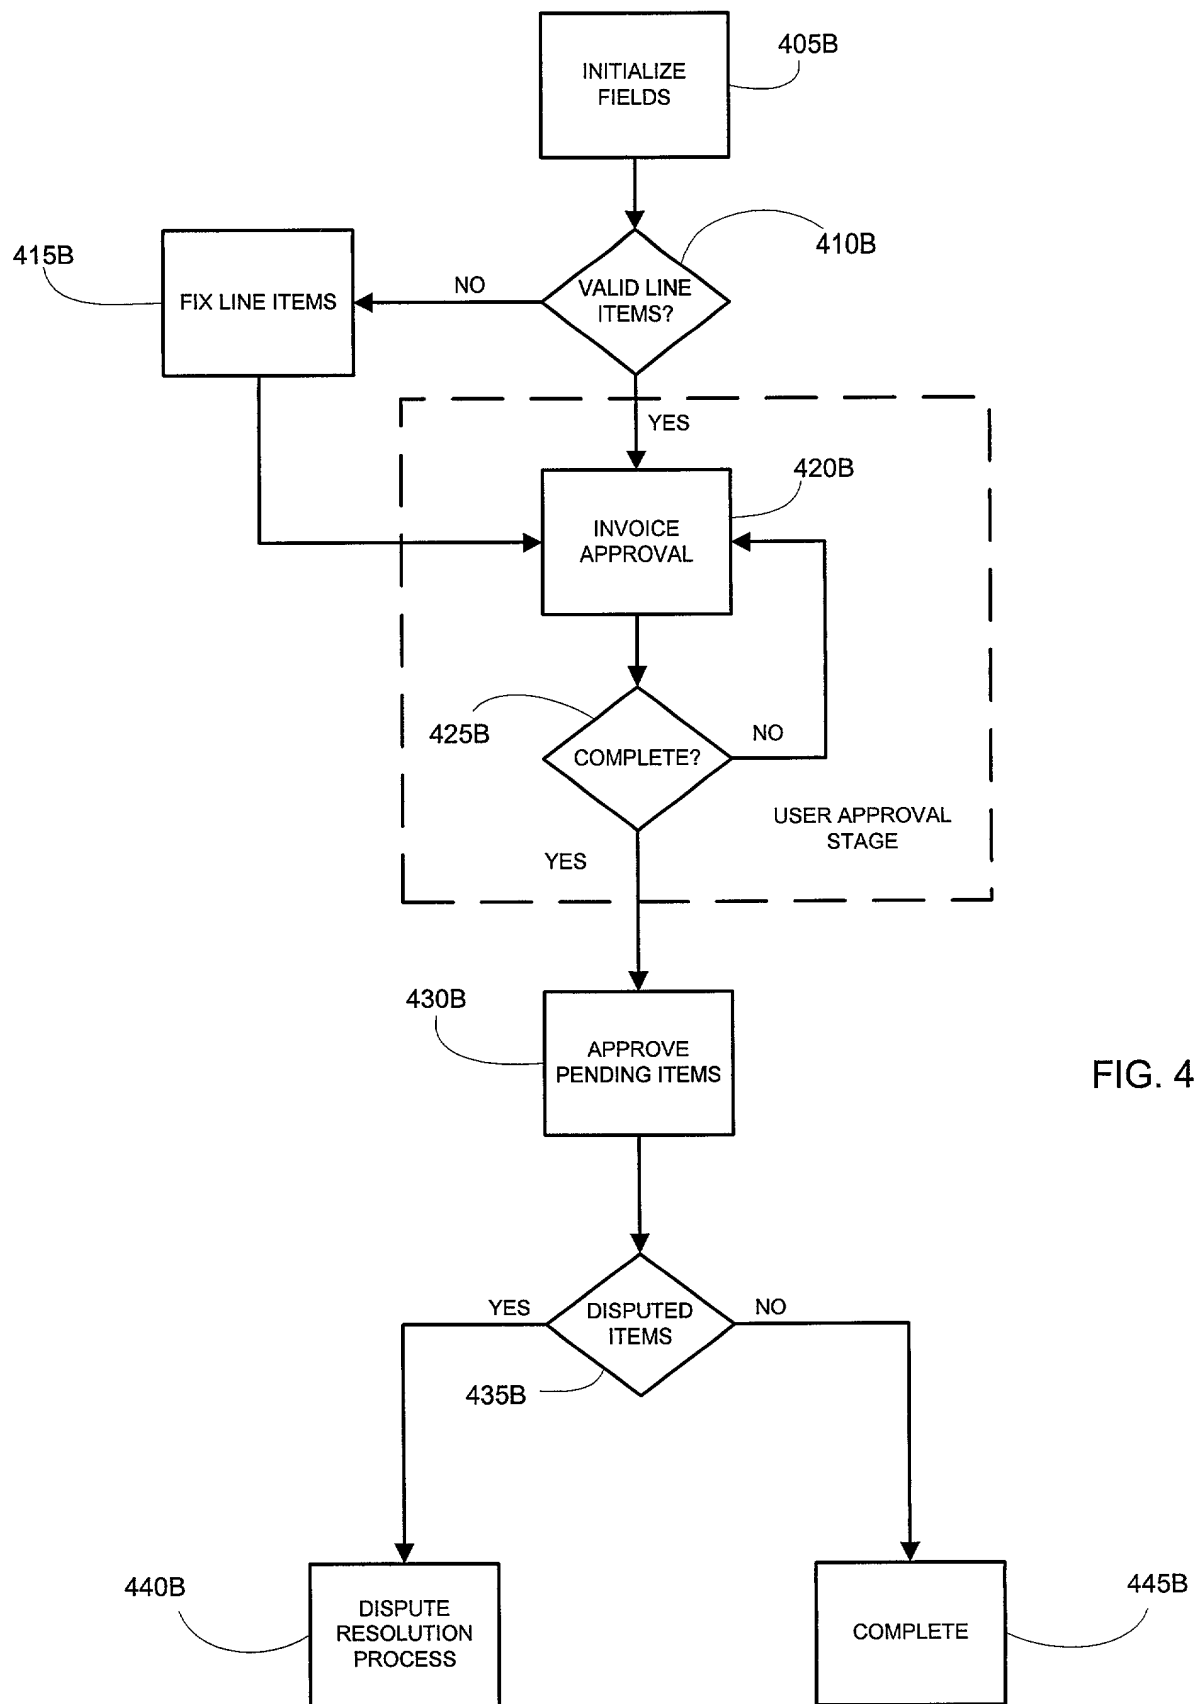 405B
INITIALIZE
FIELDS
410B
415B
NO
VALID LINE
ITEMS?
FIX LINE ITEMS
YES
420B
INVOICE
APPROVAL
425B
NO
COMPLETE?
USER APPROVAL
STAGE
YES
430B
APPROVE
PENDING ITEMS
FIG. 4
YES
NO
DISPUTED
ITEMS
435B
440B
445B
DISPUTE
RESOLUTION
PROCESS
COMPLETE